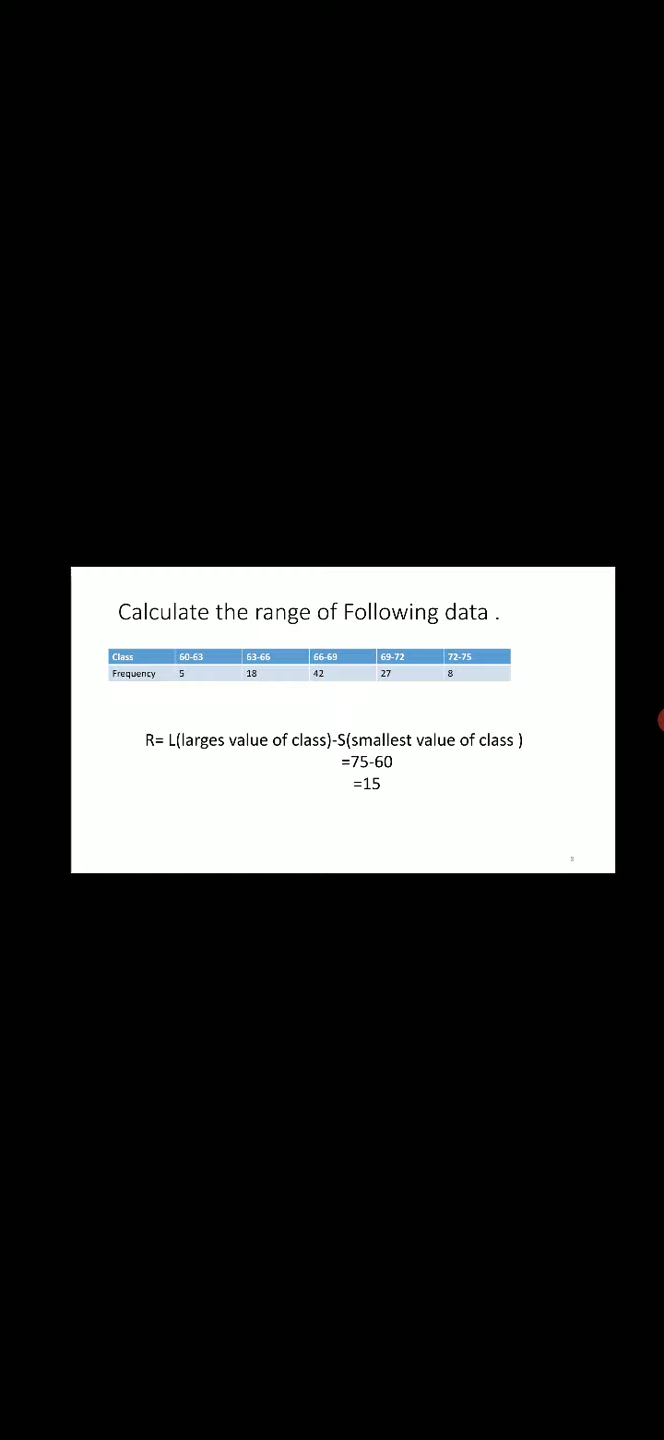 Calculate the range of Following data .
Class 60-63 63-66 66-69 69-72 72-75
Frequency 5 18 42 27 8
R= L(larges value of class)-S(smallest value of class )
=75-60
=15
8